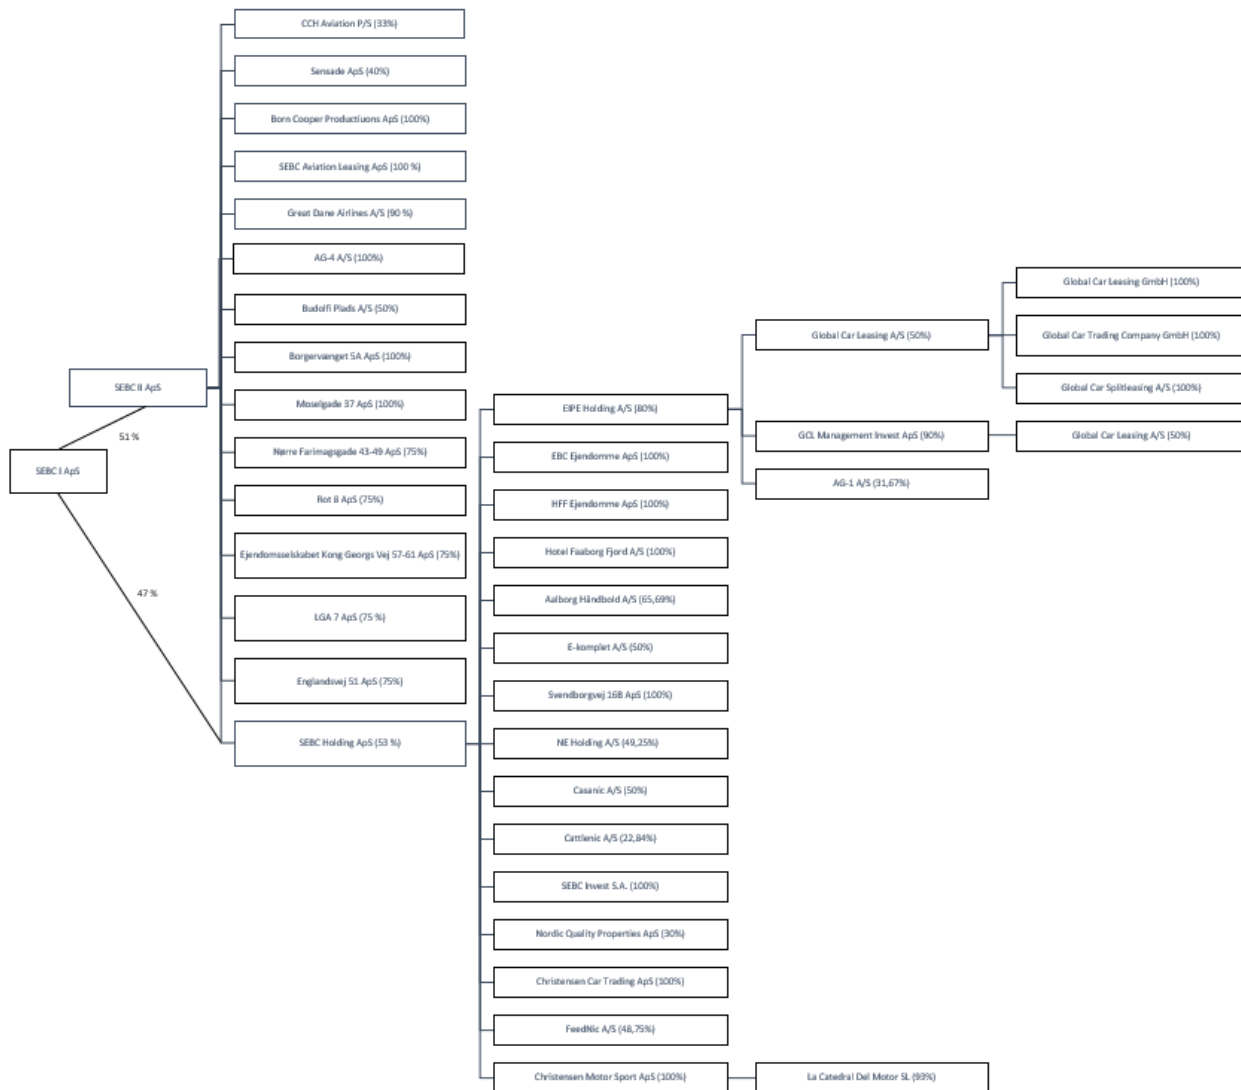 CCH Aviation P/S (33%)
Sensade ApS (40%)
Born Cooper Productiuons ApS (100%)
SEBC Aviation Leasing ApS (100 %)
Great Dane Airlines A/S (90 %)
AG-4 A/S (100%)
Budolfi Plads A/S (50%)
Borgervænget 5A ApS (100%)
SEBC II ApS
Moselgade 37 ApS (100%)
51 %
Nørre Farimagsgade 43-49 ApS (75%)
SEBC I ApS
Rot 8 ApS (75%)
Ejendomsselskabet Kong Georgs Vej 57-61 ApS (75%)
47 %
LGA 7 ApS (75 %)
Englandsvej 51 ApS (75%)
SEBC Holding ApS (53 %)
EIPE Holding A/S (80%)
EBC Ejendomme ApS (100%)
HFF Ejendomme ApS (100%)
Hotel Faaborg Fjord A/S (100%)
Aalborg Håndbold A/S (65,69%)
E-komplet A/S (50%)
Svendborgvej 16B ApS (100%)
NE Holding A/S (49,25%)
Casanic A/S (50%)
Cattlenic A/S (22,84%)
SEBC Invest S.A. (100%)
Nordic Quality Properties ApS (30%)
Christensen Car Trading ApS (100%)
FeedNic A/S (48,75%)
Christensen Motor Sport ApS (100%)
Global Car Leasing A/S (50%)
GCL Management Invest ApS (90%)
AG-1 A/S (31,67%)
La Catedral Del Motor SL (93%)
Global Car Leasing GmbH (100%)
Global Car Trading Company GmbH (100%)
Global Car Splitleasing A/S (100%)
Global Car Leasing A/S (50%)